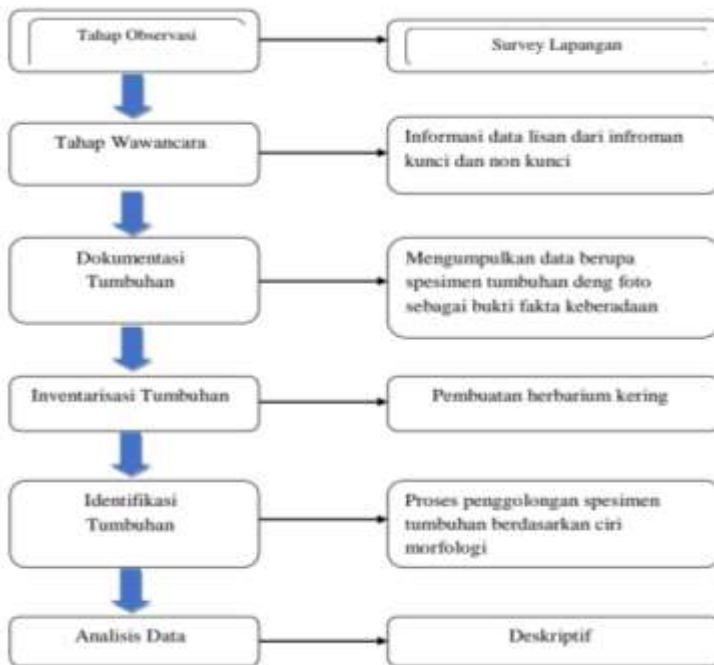 Tahap Observasi
Survey Lapangan
Tahap Wawancara
Informasi data lisan dari infroman
kunci dan non kunci
Dokumentasi
Tumbuhan
Mengumpulkan data berupa
spesimen tumbuhan deng foto
sebagai bukti fakta keberadaan
Inventarisasi Tumbuhan
Pembuatan herbarium kering
Identifikasi
Tumbuhan
Proses penggolongan spesimen
tumbuhan berdasarkan ciri
morfologi
Analisis Data
Deskriptif